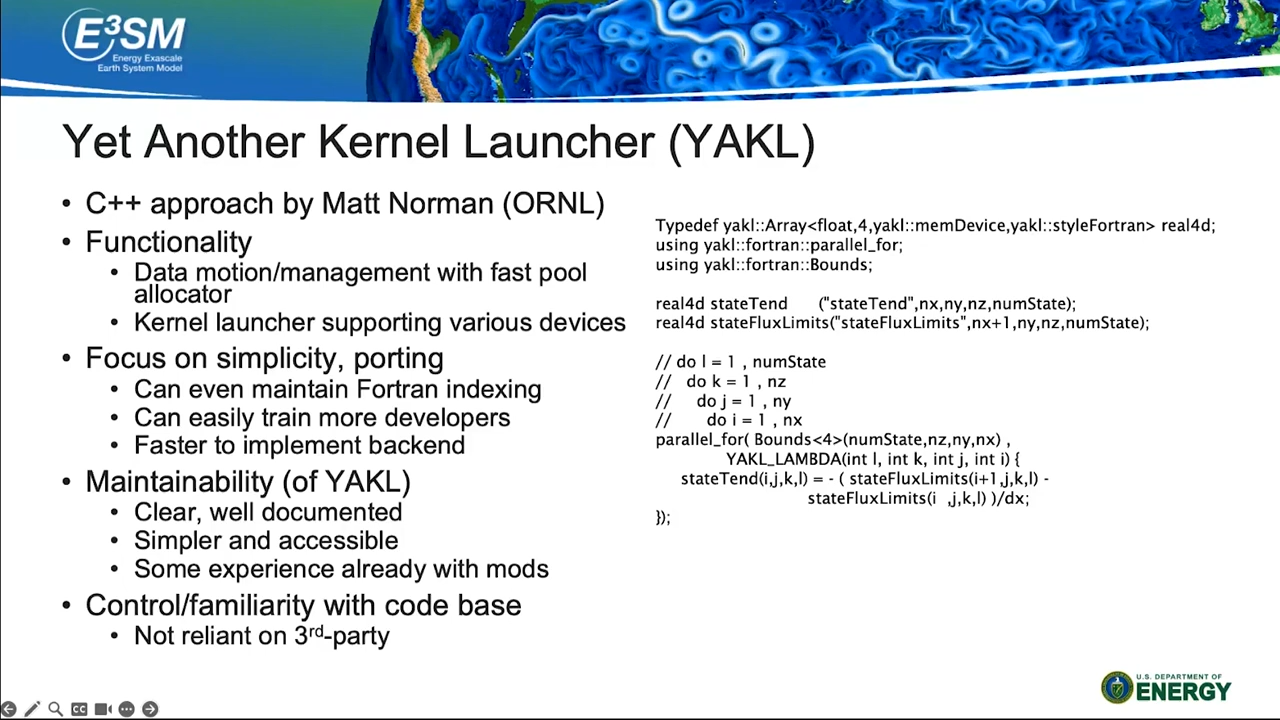 E³SM
Energy Exascale
Earth System Model
Yet Another Kernel Launcher (YAKL)
• C++ approach by Matt Norman (ORNL)
• Functionality
• Data motion/management with fast pool
allocator
• Kernel launcher supporting various devices
• Focus on simplicity, porting
• Can even maintain Fortran indexing
• Can easily train more developers
• Faster to implement backend
• Maintainability (of YAKL)
• Clear, well documented
• Simpler and accessible
• Some experience already with mods
• Control/familiarity with code base
• Not reliant on 3rd-party
Typedef yakl::Array<float,4,yakl::memDevice,yakl::styleFortran> real4d;
using yakl::fortran::parallel_for;
using yakl::fortran::Bounds;
real4d stateTend ("stateTend",nx,ny,nz,numState);
real4d stateFluxLimits("stateFluxLimits",nx+1,ny,nz,numState);
// do l = 1 , numState
// do k = 1 , nz
// do j = 1 , ny
// do i = 1 , nx
parallel_for( Bounds<4>(numState,nz,ny,nx) ,
YAKL_LAMBDA(int l, int k, int j, int i) {
stateTend(i,j,k,l) = - ( stateFluxLimits(i+1,j,k,l) -
stateFluxLimits(i ,j,k,l) )/dx;
});
CC
U.S. DEPARTMENT OF
ENERGY